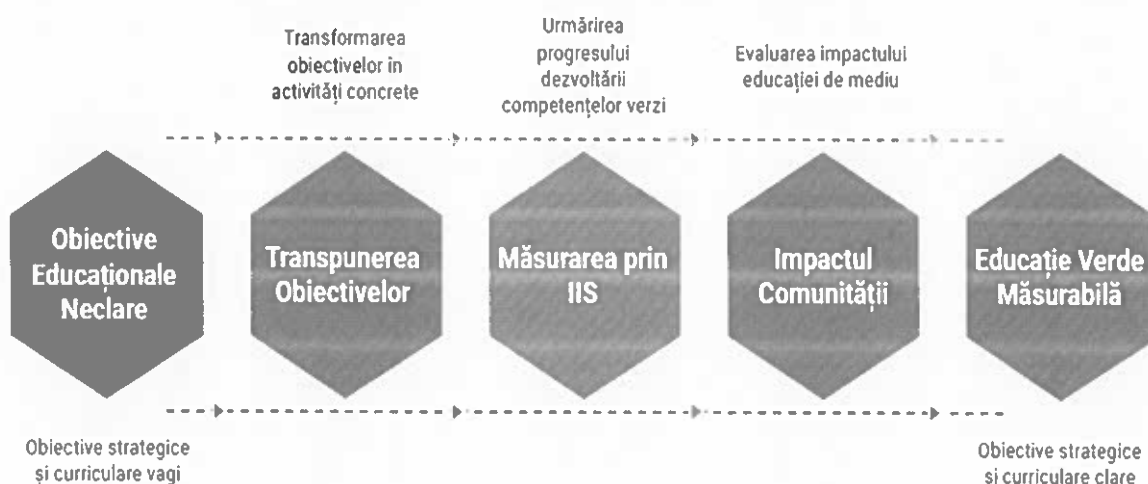 Transformarea
obiectivelor în
activități concrete
Urmărirea
progresului
dezvoltării
competențelor verzi
Evaluarea impactului
educației de mediu
Obiective
Educaționale
Neclare
Transpunerea
Obiectivelor
Măsurarea prin
IIS
Impactul
Comunității
Educație Verde
Măsurabilă
Obiective strategice
și curriculare vagi
Obiective strategice
și curriculare clare